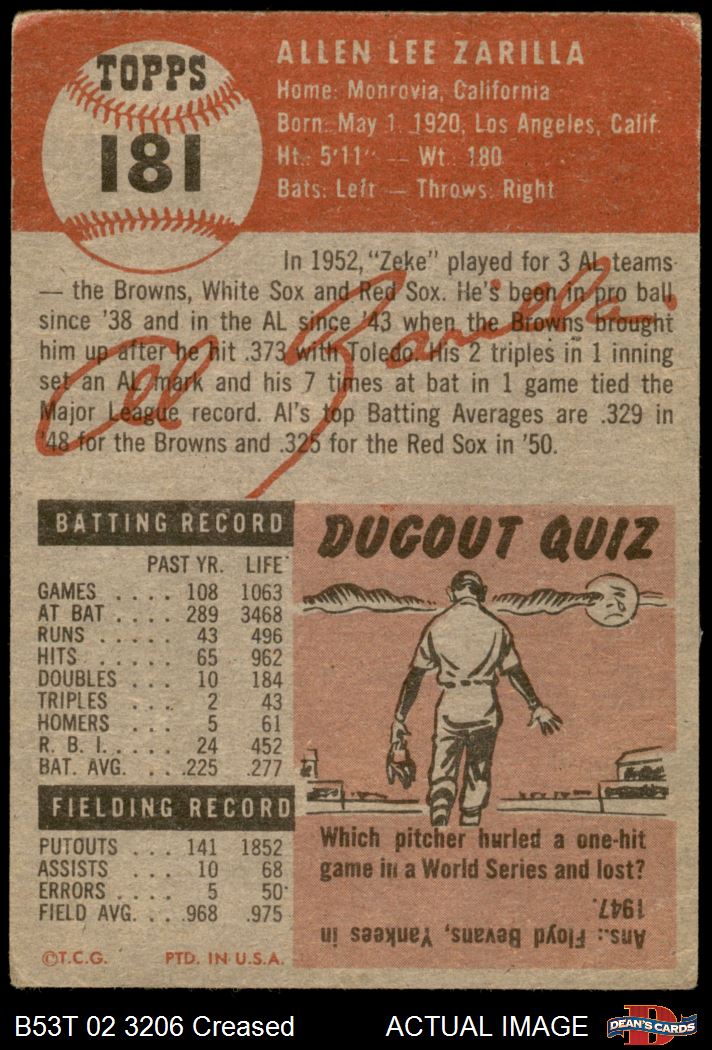 TOPPS
181
ALLEN LEE ZARILLA
Home: Monrovia, California
Born: May 1, 1920, Los Angeles, Calif.
Ht.: 5'11" — Wt.: 180
Bats: Left — Throws: Right
In 1952, "Zeke" played for 3 AL teams
— the Browns, White Sox and Red Sox. He's been in pro ball
since '38 and in the AL since '43 when the Browns brought
him up after he hit .373 with Toledo. His 2 triples in 1 inning
set an AL mark and his 7 times at bat in 1 game tied the
Major League record. Al's top Batting Averages are .329 in
'48 for the Browns and .325 for the Red Sox in '50.
Al Zarilla
BATTING RECORD
PAST YR. LIFE
GAMES .... 108 1063
AT BAT .... 289 3468
RUNS ..... 43 496
HITS ...... 65 962
DOUBLES ... 10 184
TRIPLES ... 2 43
HOMERS ... 5 61
R. B. I. .... 24 452
BAT. AVG. .. .225 .277
FIELDING RECORD
PUTOUTS ... 141 1852
ASSISTS ... 10 68
ERRORS .... 5 50
FIELD AVG. ... .968 .975
©T.C.G. PTD. IN U.S.A.
DUGOUT QUIZ
Which pitcher hurled a one-hit
game in a World Series and lost?
Ans.: Floyd Bevans, Yankees in
1947.
B53T 02 3206 Creased ACTUAL IMAGE
D
DEAN'S CARDS